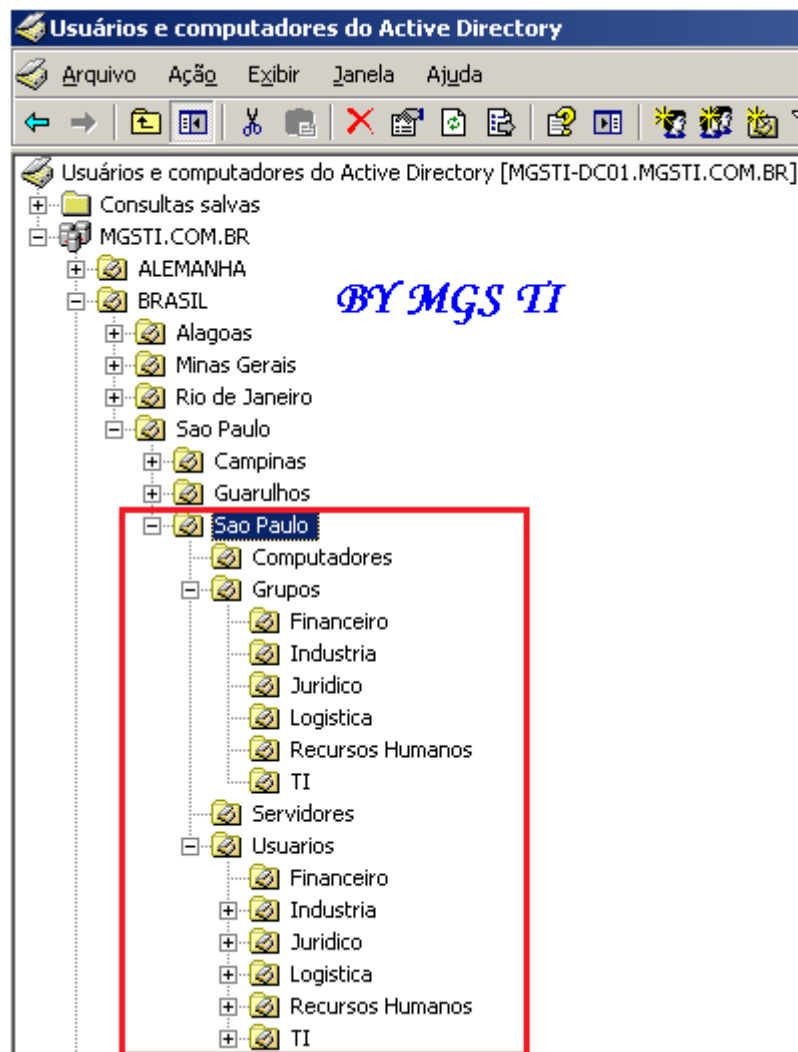 Usuários e computadores do Active Directory
Arquivo Ação Exibir Janela Ajuda
Usuários e computadores do Active Directory [MGSTI-DC01.MGSTI.COM.BR]
Consultas salvas
MGSTI.COM.BR
ALEMANHA
BRASIL
BY MGS TI
Alagoas
Minas Gerais
Rio de Janeiro
Sao Paulo
Campinas
Guarulhos
Sao Paulo
Computadores
Grupos
Financeiro
Industria
Juridico
Logistica
Recursos Humanos
TI
Servidores
Usuarios
Financeiro
Industria
Juridico
Logistica
Recursos Humanos
TI